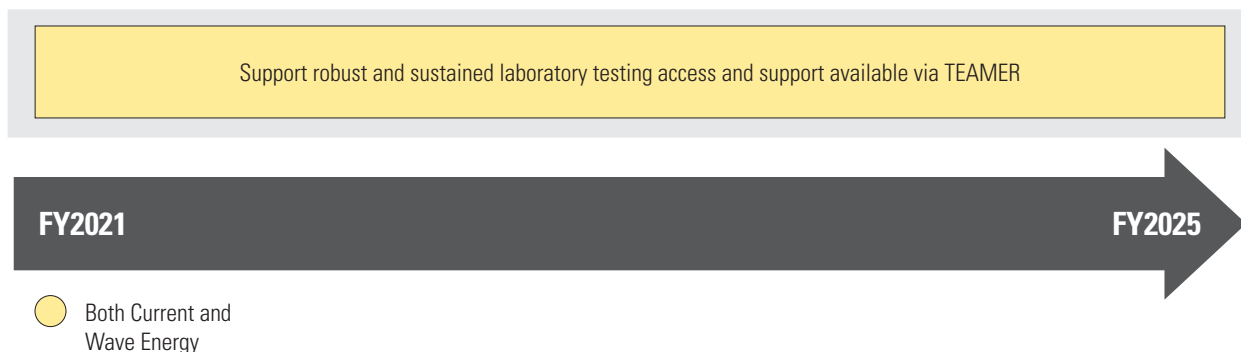 Support robust and sustained laboratory testing access and support available via TEAMER
FY2021
FY2025
Both Current and
Wave Energy